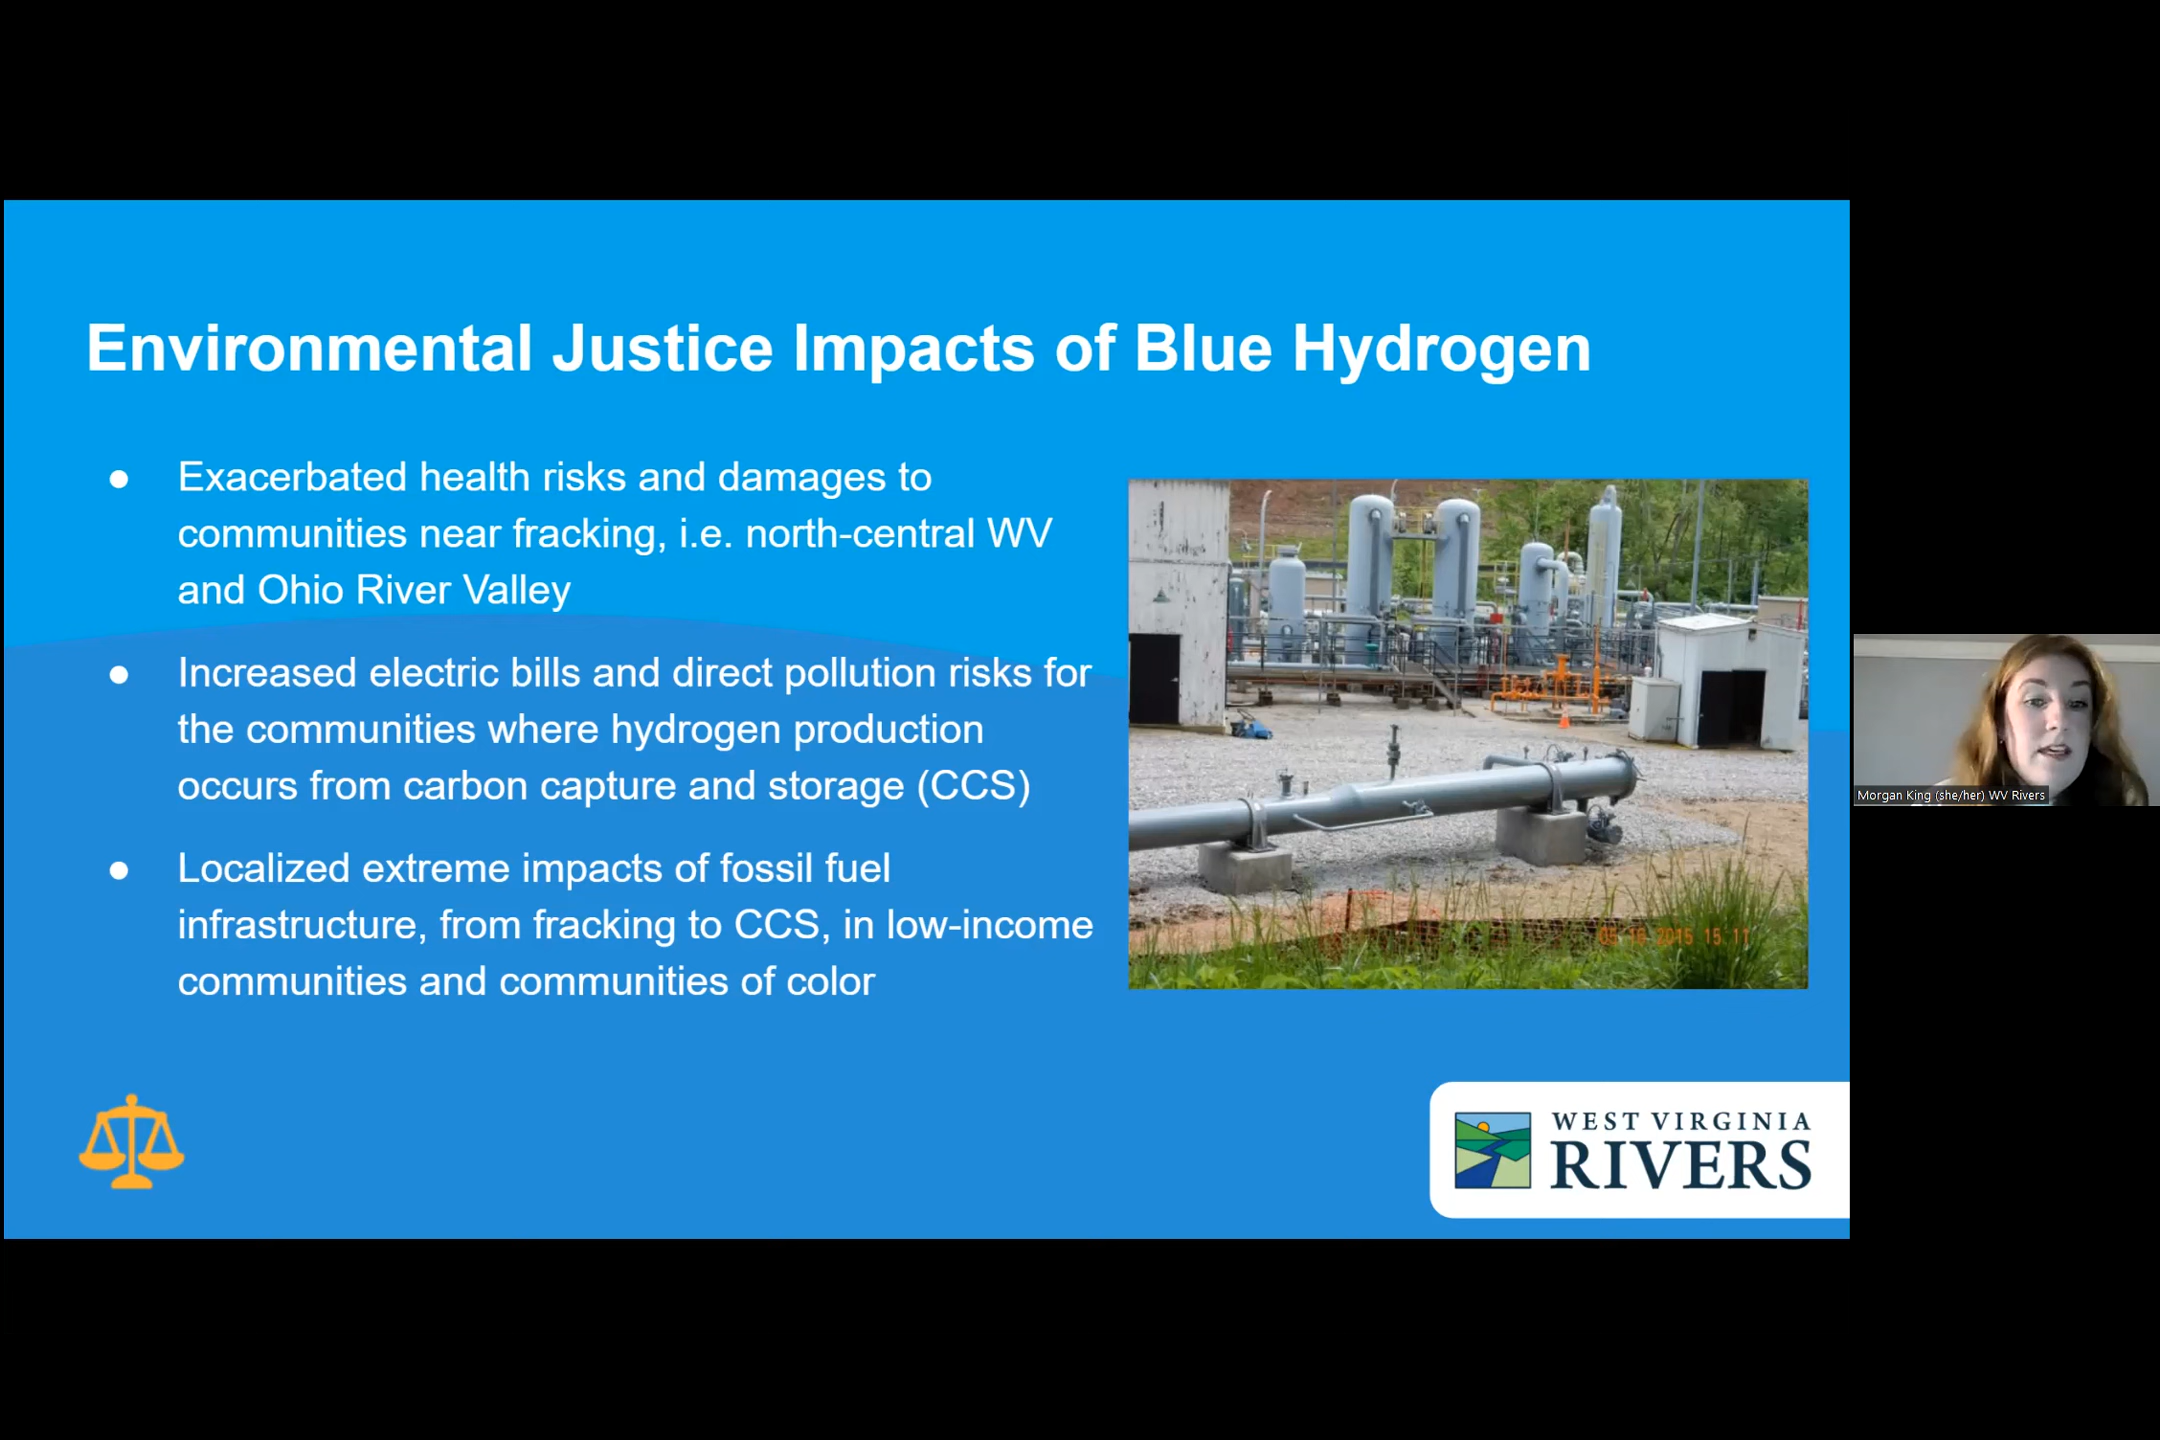 Environmental Justice Impacts of Blue Hydrogen
● Exacerbated health risks and damages to
communities near fracking, i.e. north-central WV
and Ohio River Valley
● Increased electric bills and direct pollution risks for
the communities where hydrogen production
occurs from carbon capture and storage (CCS)
● Localized extreme impacts of fossil fuel
infrastructure, from fracking to CCS, in low-income
communities and communities of color
2015 15 11
WEST VIRGINIA
RIVERS
Morgan King (she/her) WV Rivers